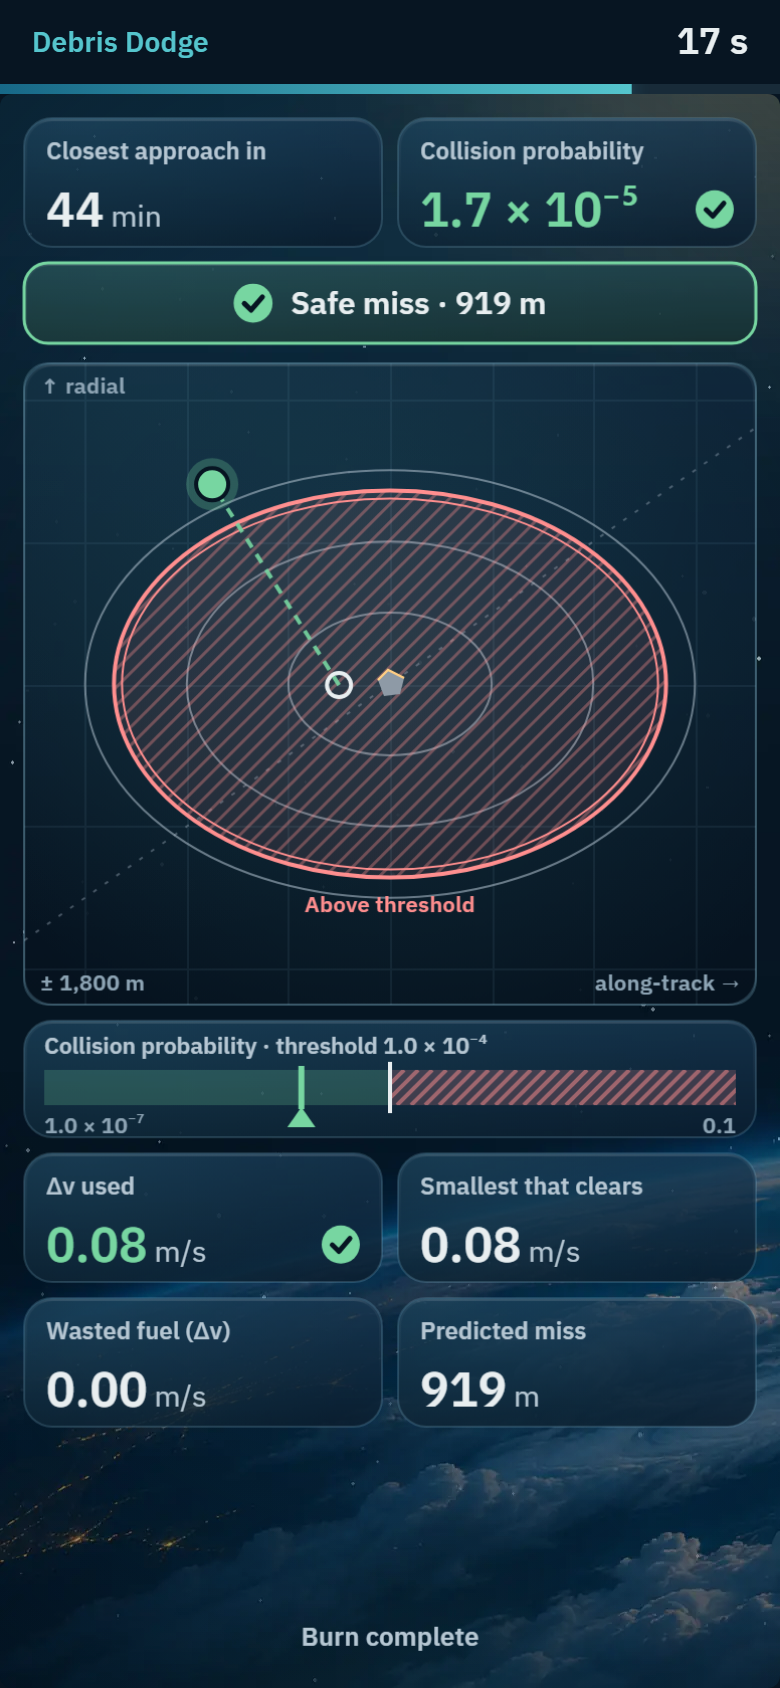 Debris Dodge
17 s
Closest approach in
44 min
Collision probability
1.7 × 10⁻⁵
Safe miss · 919 m
↑ radial
Above threshold
± 1,800 m
along-track →
Collision probability · threshold 1.0 × 10⁻⁴
1.0 × 10⁻⁷
0.1
Δv used
0.08 m/s
Smallest that clears
0.08 m/s
Wasted fuel (Δv)
0.00 m/s
Predicted miss
919 m
Burn complete